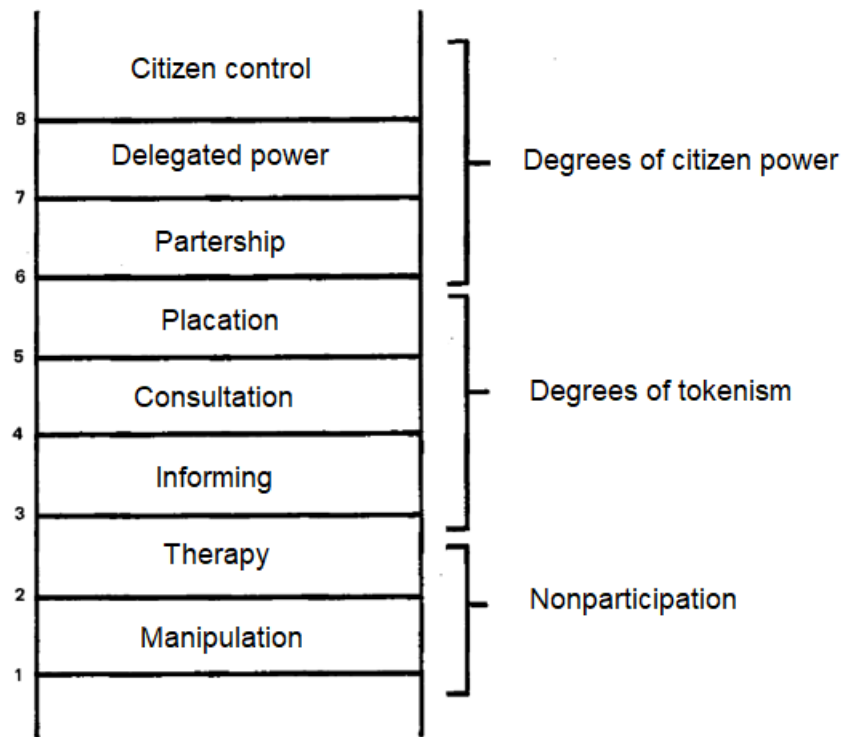 Citizen control
8
Delegated power
Degrees of citizen power
7
Partership
6
Placation
5
Consultation
Degrees of tokenism
4
Informing
3
Therapy
2
Nonparticipation
Manipulation
1